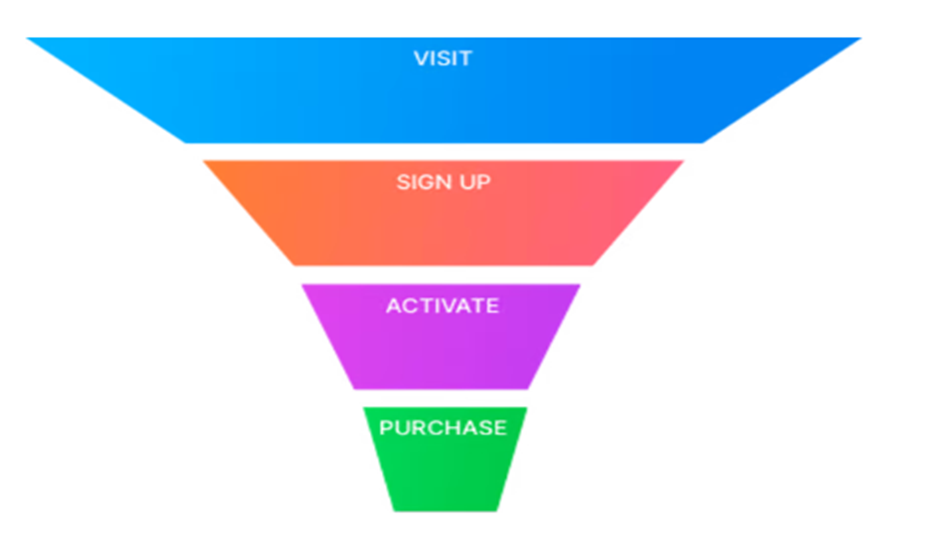 VISIT
SIGN UP
ACTIVATE
PURCHASE